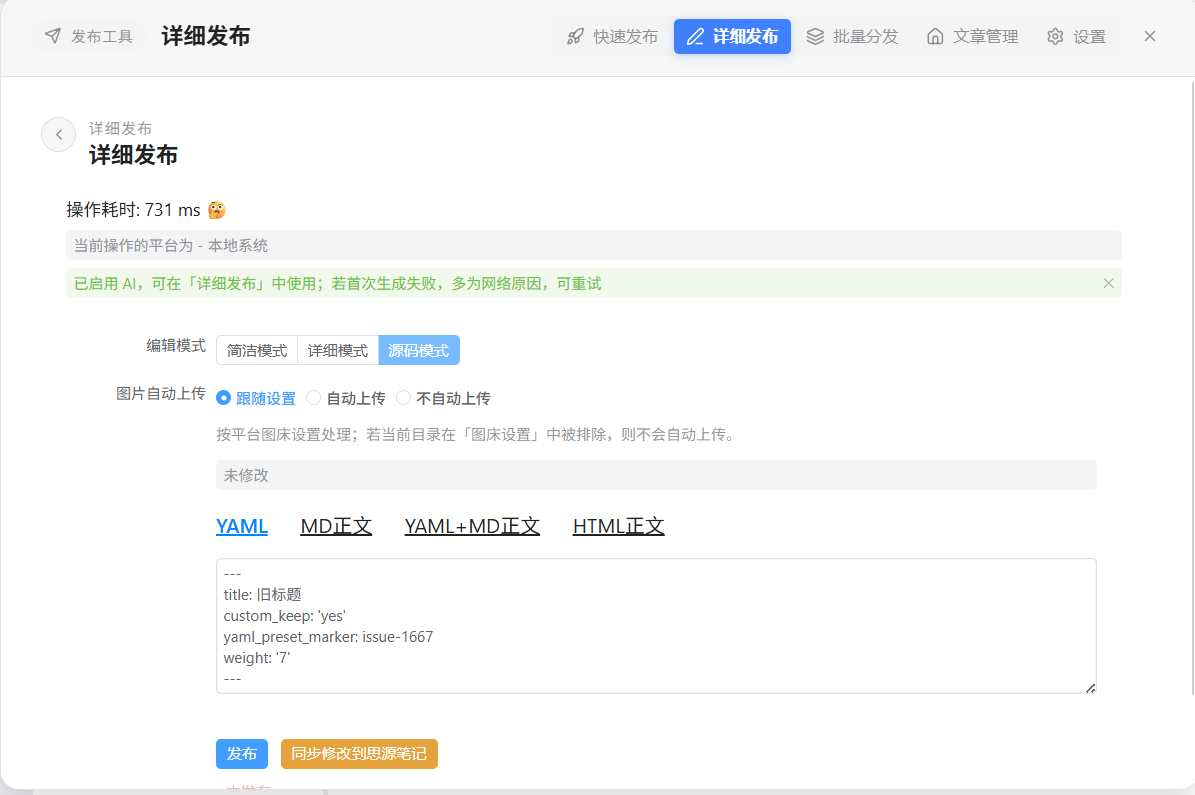 发布工具 详细发布 快速发布 详细发布 批量分发 文章管理 设置
详细发布
详细发布
操作耗时: 731 ms 🤔
当前操作的平台为 - 本地系统
已启用 AI，可在「详细发布」中使用；若首次生成失败，多为网络原因，可重试
编辑模式 简洁模式 详细模式 源码模式
图片自动上传 跟随设置 自动上传 不自动上传
按平台图床设置处理；若当前目录在「图床设置」中被排除，则不会自动上传。
未修改
YAML MD正文 YAML+MD正文 HTML正文
---
title: 旧标题
custom_keep: 'yes'
yaml_preset_marker: issue-1667
weight: '7'
---
发布 同步修改到思源笔记